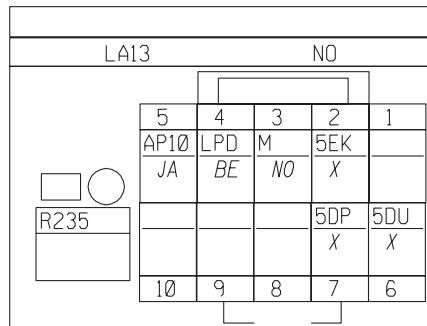 LA13 NO
5 4 3 2 1
AP10 LPD M 5EK
JA BE NO X
R235 5DP 5DU
X X
10 9 8 7 6